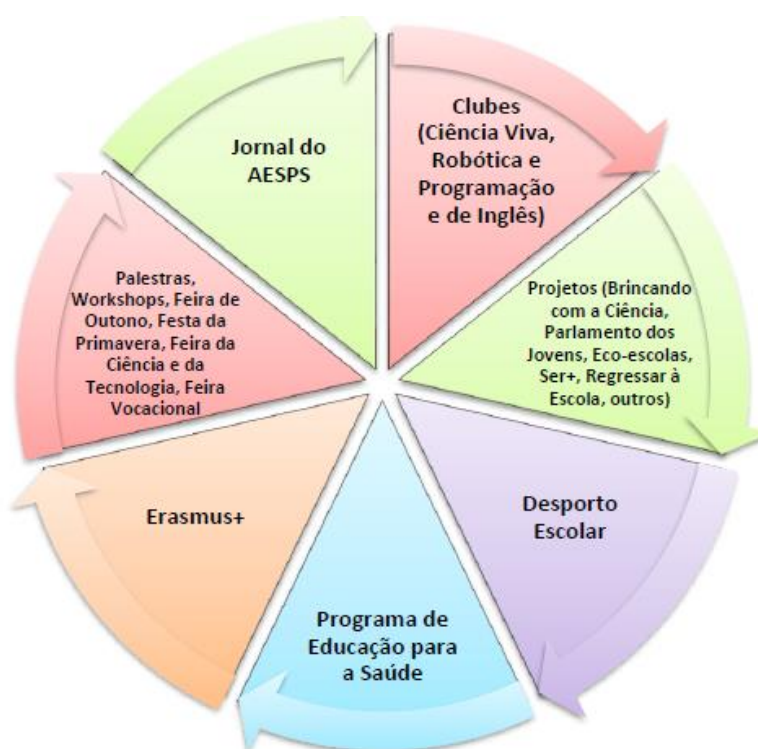 Clubes
(Ciência Viva,
Robótica e
Programação
e de Inglês)
Projetos (Brincando
com a Ciência,
Parlamento dos
Jovens, Eco-escolas,
Ser+, Regressar à
Escola, outros)
Desporto
Escolar
Programa de
Educação para
a Saúde
Erasmus+
Palestras,
Workshops, Feira de
Outono, Festa da
Primavera, Feira da
Ciência e da
Tecnologia, Feira
Vocacional
Jornal do
AESPS